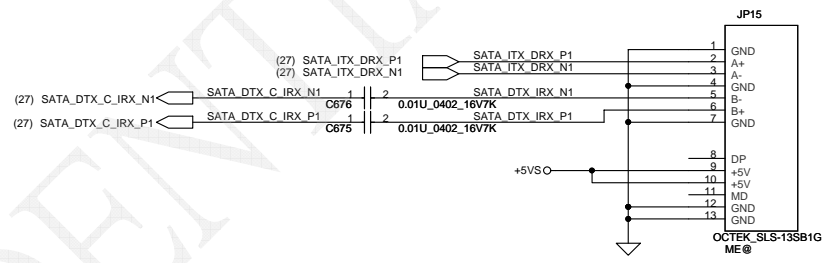 JP15
1 GND
(27) SATA_ITX_DRX_P1 SATA_ITX_DRX_P1 2 A+
(27) SATA_ITX_DRX_N1 SATA_ITX_DRX_N1 3 A-
4 GND
(27) SATA_DTX_C_IRX_N1 SATA_DTX_C_IRX_N1 1 2 SATA_DTX_IRX_N1 5 B-
C676 0.01U_0402_16V7K
6 B+
(27) SATA_DTX_C_IRX_P1 SATA_DTX_C_IRX_P1 1 2 SATA_DTX_IRX_P1 7 GND
C675 0.01U_0402_16V7K
8 DP
+5VS 9 +5V
10 +5V
11 MD
12 GND
13 GND
OCTEK_SLS-13SB1G
ME@
ENTI